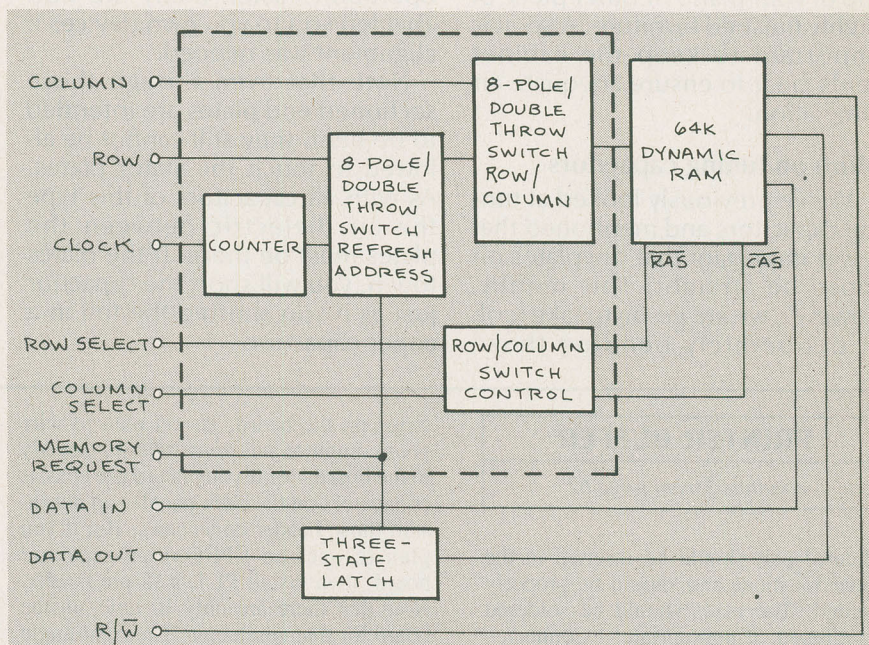 COLUMN
ROW
CLOCK
ROW SELECT
COLUMN
SELECT
MEMORY
REQUEST
DATA IN
DATA OUT
R/W̅
COUNTER
8-POLE/
DOUBLE
THROW
SWITCH
REFRESH
ADDRESS
8-POLE/
DOUBLE
THROW
SWITCH
ROW/
COLUMN
64K
DYNAMIC
RAM
R̅A̅S̅
C̅A̅S̅
ROW/COLUMN
SWITCH
CONTROL
THREE-
STATE
LATCH